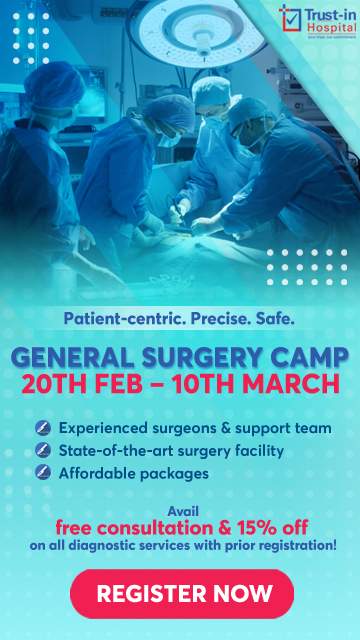 Trust-in
Hospital
Patient-centric. Precise. Safe.
GENERAL SURGERY CAMP
20TH FEB – 10TH MARCH
Experienced surgeons & support team
State-of-the-art surgery facility
Affordable packages
Avail
free consultation & 15% off
on all diagnostic services with prior registration!
REGISTER NOW